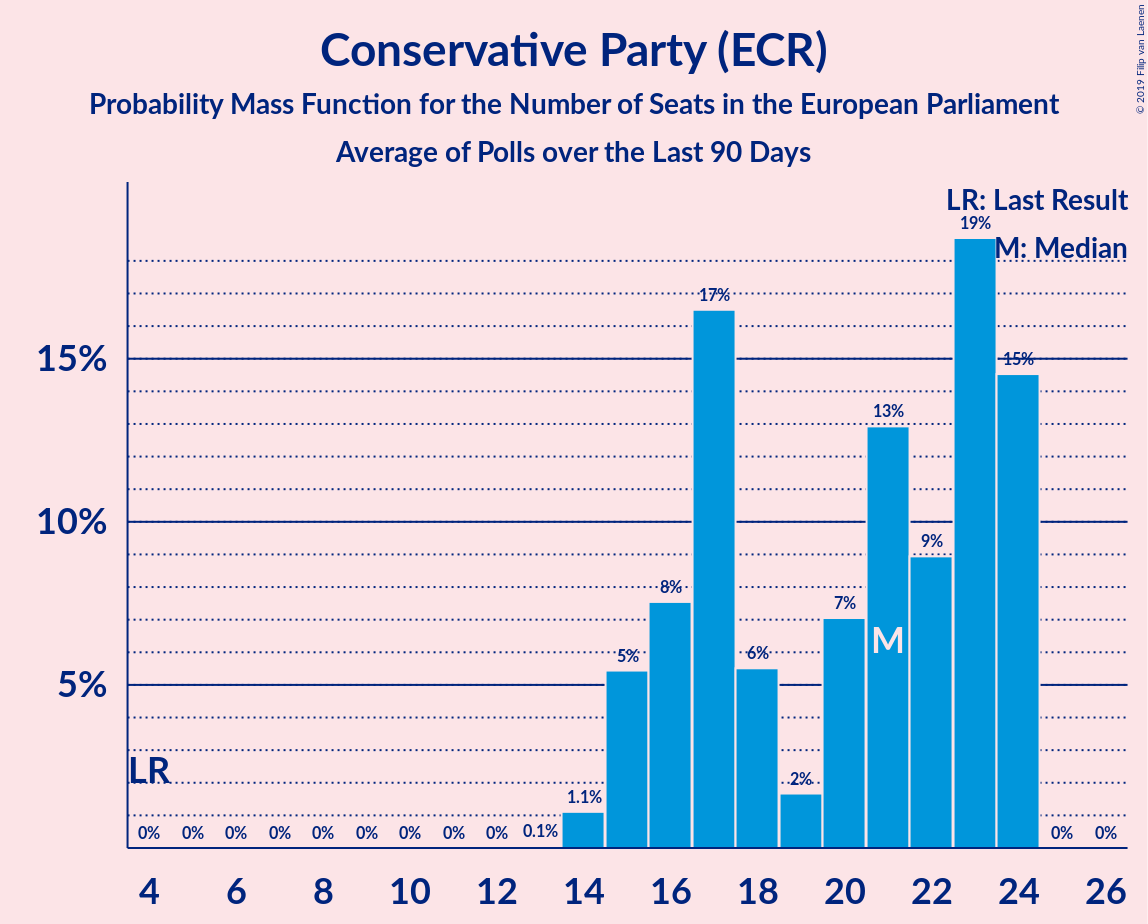 Conservative Party (ECR)
Probability Mass Function for the Number of Seats in the European Parliament
Average of Polls over the Last 90 Days
© 2019 Filip van Laenen
LR: Last Result
M: Median
15%
10%
5%
LR
M
0% 0% 0% 0% 0% 0% 0% 0% 0% 0.1% 1.1% 5% 8% 17% 6% 2% 7% 13% 9% 19% 15% 0% 0%
4 6 8 10 12 14 16 18 20 22 24 26